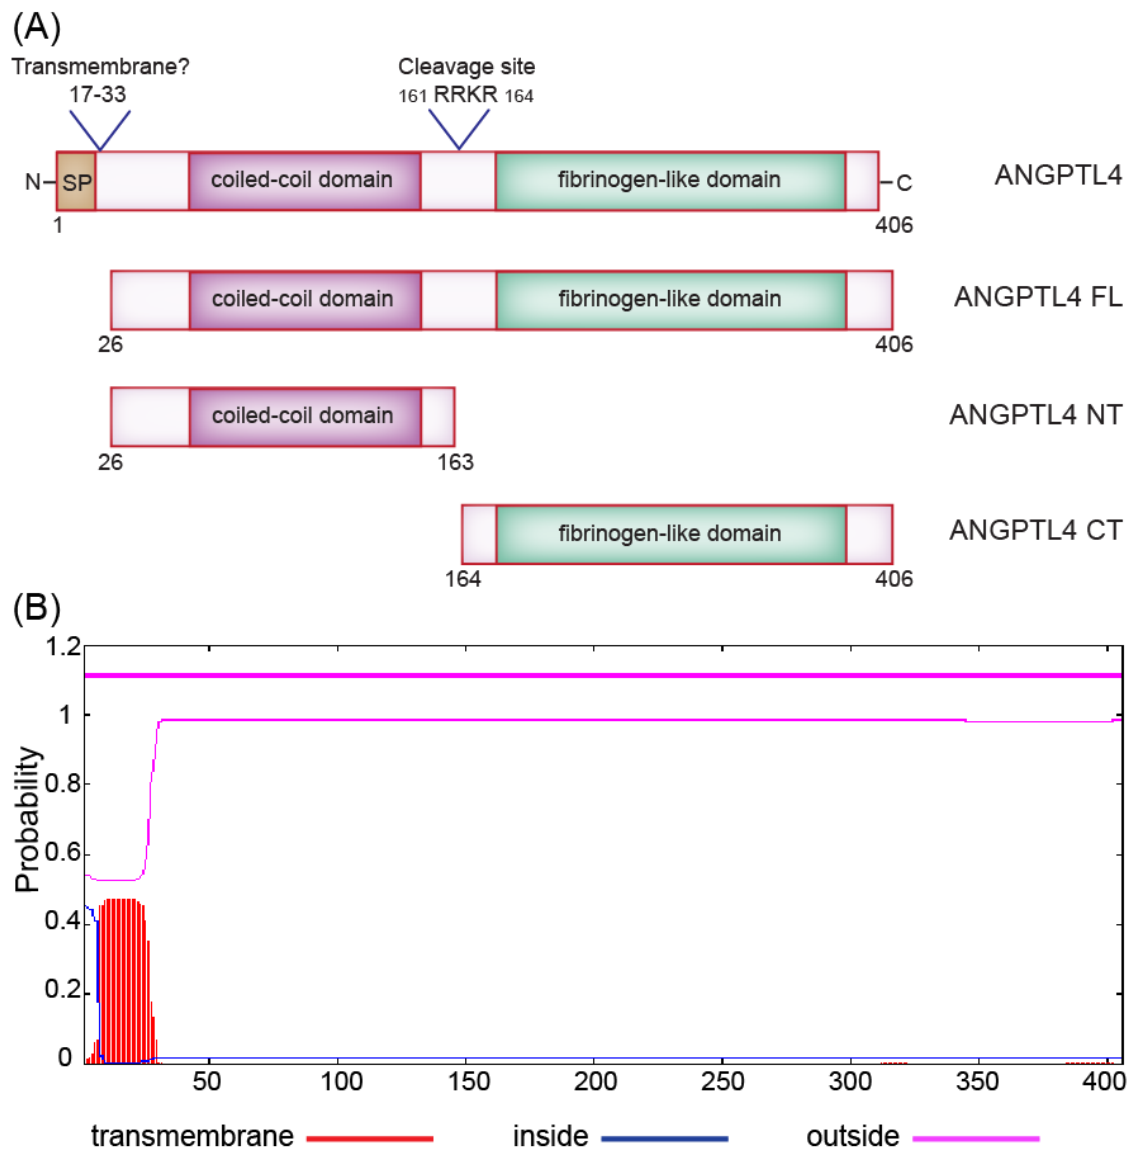 (A)
Transmembrane?
17-33
Cleavage site
161 RRKR 164
N SP coiled-coil domain fibrinogen-like domain C ANGPTL4
1 406
coiled-coil domain fibrinogen-like domain ANGPTL4 FL
26 406
coiled-coil domain ANGPTL4 NT
26 163
fibrinogen-like domain ANGPTL4 CT
164 406
(B)
Probability
1.2
1
0.8
0.6
0.4
0.2
0
50 100 150 200 250 300 350 400
transmembrane inside outside